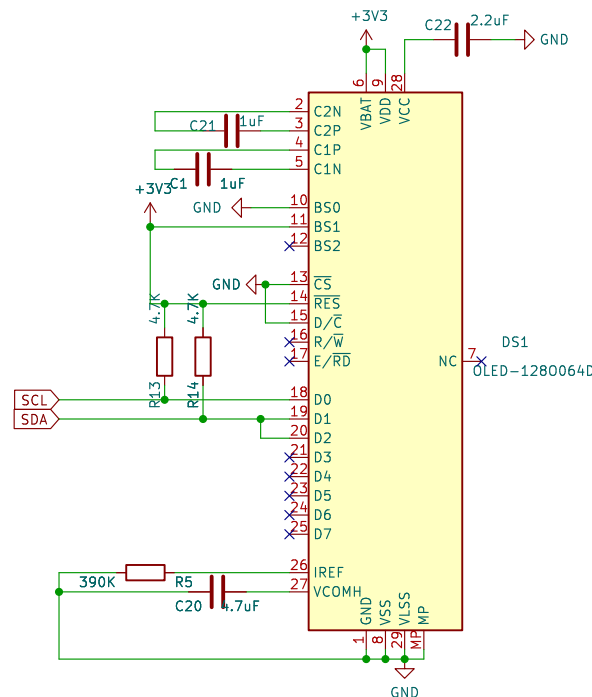 +3V3
C22
2.2uF
GND
6
9
28
VBAT
VDD
VCC
2
C2N
C21
1uF
3
C2P
4
C1P
5
C1N
C1
1uF
+3V3
GND
10
BS0
11
BS1
12
BS2
GND
13
CS
14
RES
15
D/C
16
R/W
17
E/RD
4.7K
4.7K
R13
R14
NC
7
DS1
OLED-128O064D
SCL
18
D0
SDA
19
D1
20
D2
21
D3
22
D4
23
D5
24
D6
25
D7
390K
R5
26
IREF
C20
4.7uF
27
VCOMH
GND
VSS
VLSS
MP
1
8
29
MP
GND